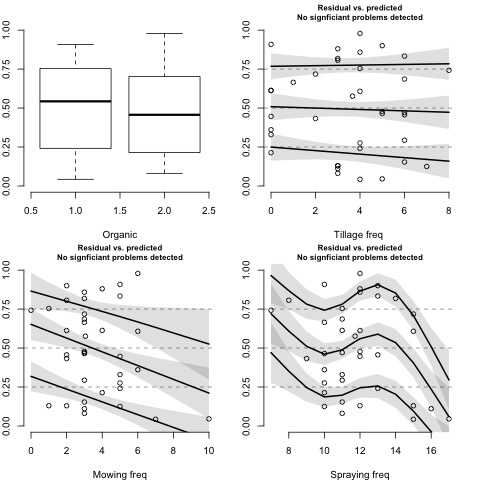 0.00 0.25 0.50 0.75 1.00
0.5 1.0 1.5 2.0 2.5
Organic
Residual vs. predicted
No signficiant problems detected
0.00 0.25 0.50 0.75 1.00
0 2 4 6 8
Tillage freq
Residual vs. predicted
No signficiant problems detected
0.00 0.25 0.50 0.75 1.00
0 2 4 6 8 10
Mowing freq
Residual vs. predicted
No signficiant problems detected
0.00 0.25 0.50 0.75 1.00
8 10 12 14 16
Spraying freq